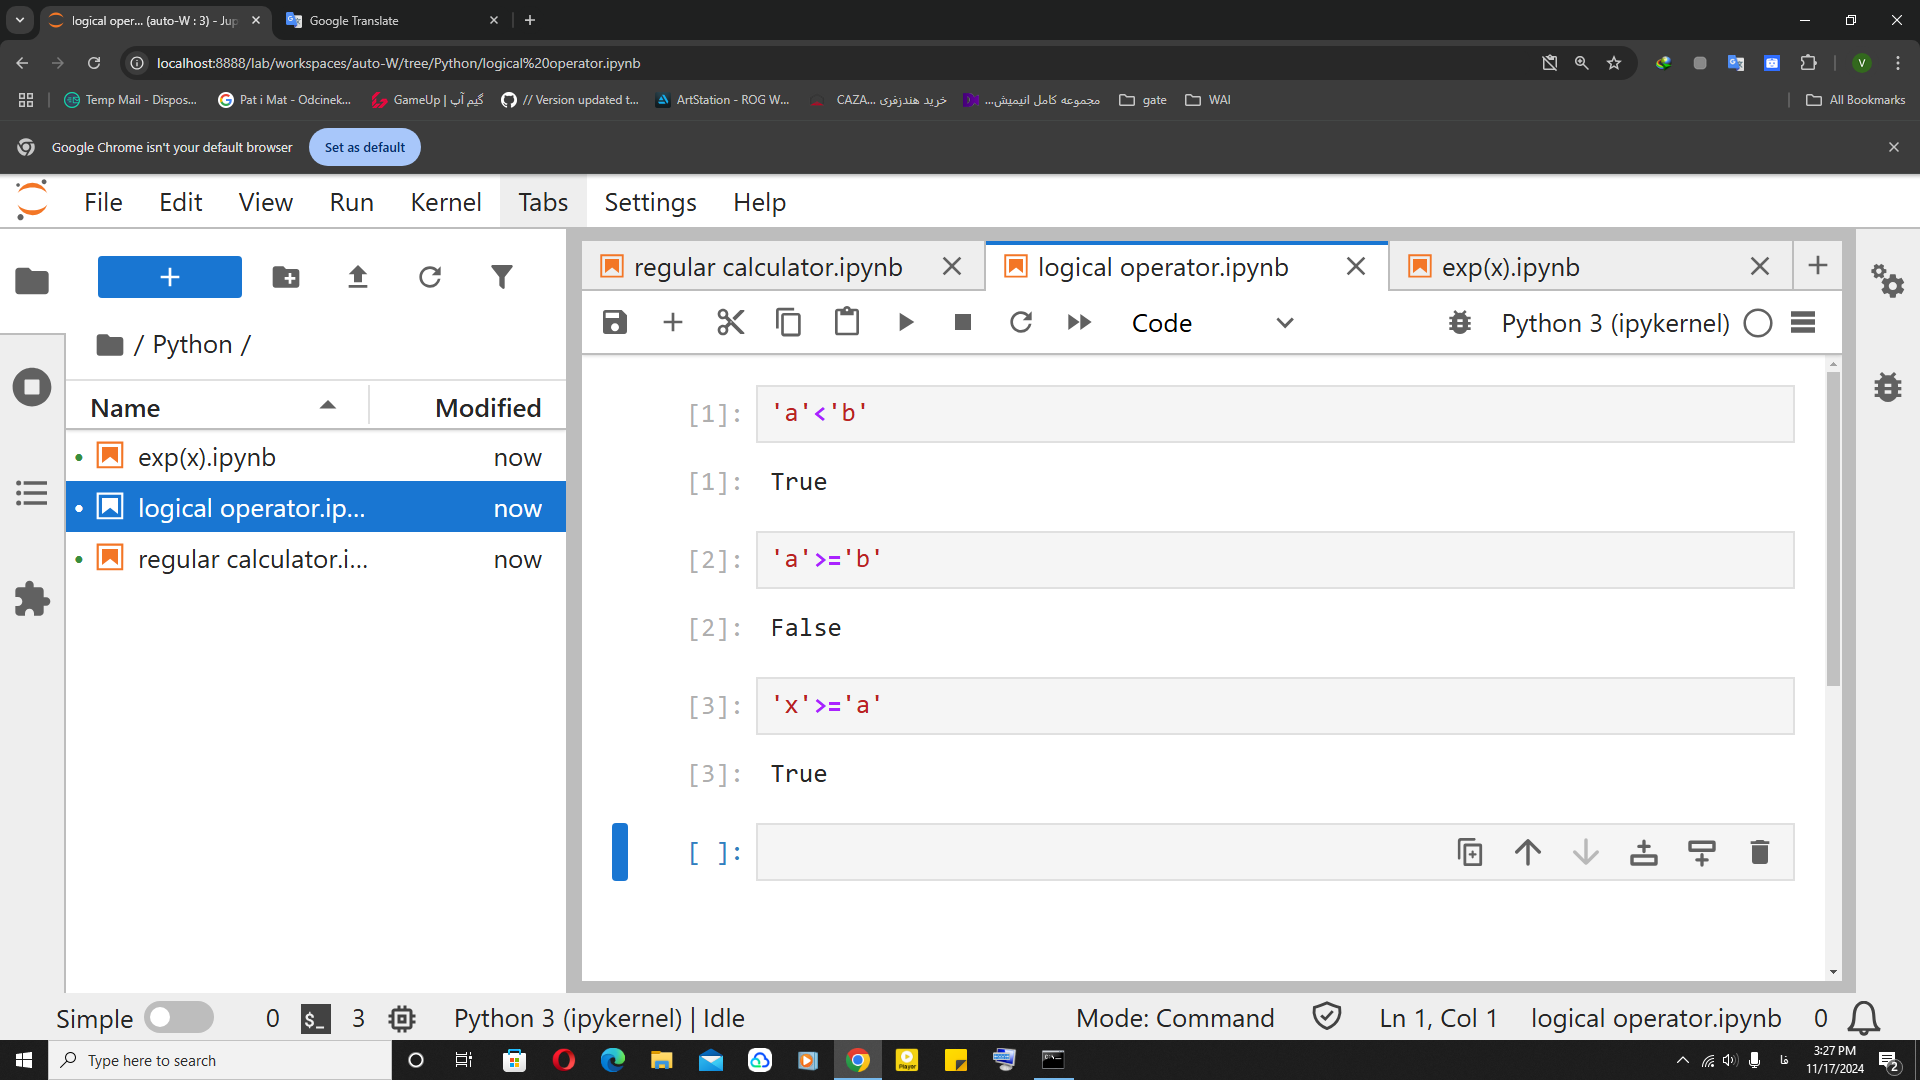 logical oper... (auto-W : 3) - Jup
Google Translate
localhost:8888/lab/workspaces/auto-W/tree/Python/logical%20operator.ipynb
V
Temp Mail - Dispos...
Pat i Mat - Odcinek...
GameUp | گیم آپ
// Version updated t...
ArtStation - ROG W...
خرید هندزفری CAZA...
مجموعه کامل انیمیش...
gate
WAI
All Bookmarks
Google Chrome isn't your default browser
Set as default
File Edit View Run Kernel Tabs Settings Help
regular calculator.ipynb
logical operator.ipynb
exp(x).ipynb
Code
Python 3 (ipykernel)
/ Python /
Name Modified
exp(x).ipynb now
logical operator.ip... now
regular calculator.i... now
[1]: 'a'<'b'
[1]: True
[2]: 'a'>='b'
[2]: False
[3]: 'x'>='a'
[3]: True
[ ]:
Simple 0 $_ 3 Python 3 (ipykernel) | Idle Mode: Command Ln 1, Col 1 logical operator.ipynb 0
Type here to search
Player
فا
3:27 PM
11/17/2024
2